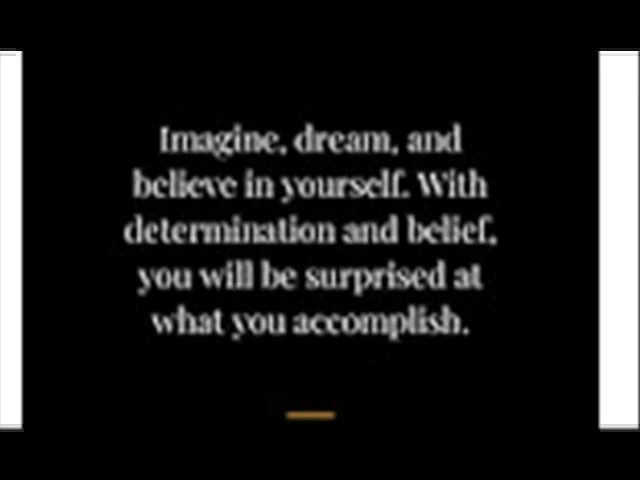 Imagine, dream, and
believe in yourself. With
determination and belief,
you will be surprised at
what you accomplish.